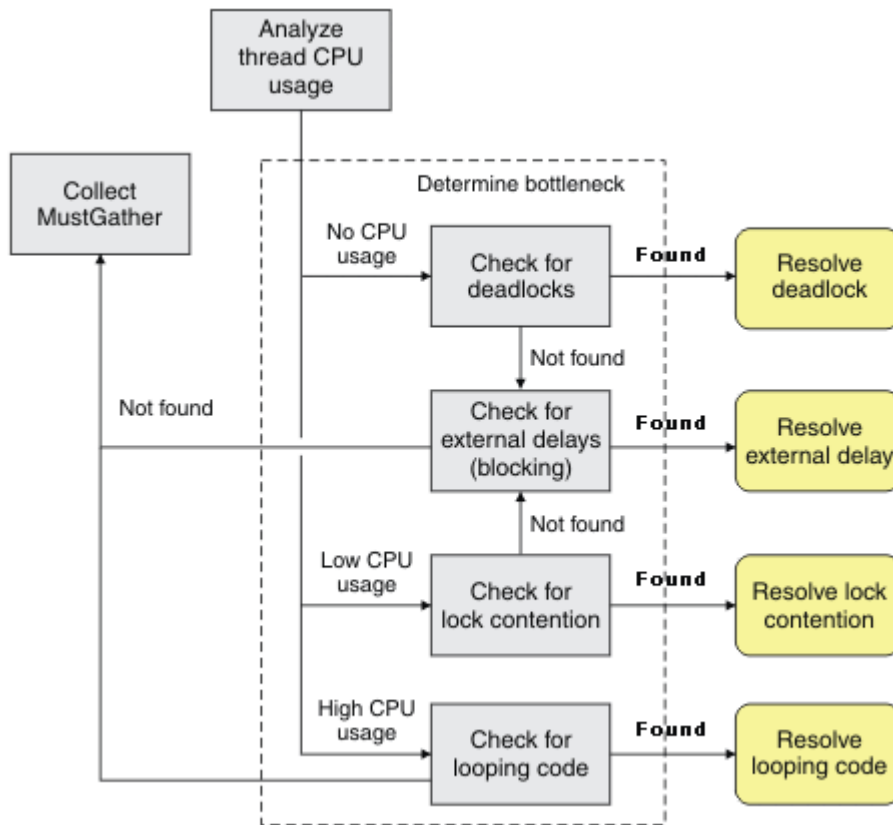 Analyze
thread CPU
usage
Collect
MustGather
Determine bottleneck
No CPU
usage
Check for
deadlocks
Found
Resolve
deadlock
Not found
Not found
Check for
external delays
(blocking)
Found
Resolve
external delay
Not found
Low CPU
usage
Check for
lock contention
Found
Resolve lock
contention
High CPU
usage
Check for
looping code
Found
Resolve
looping code